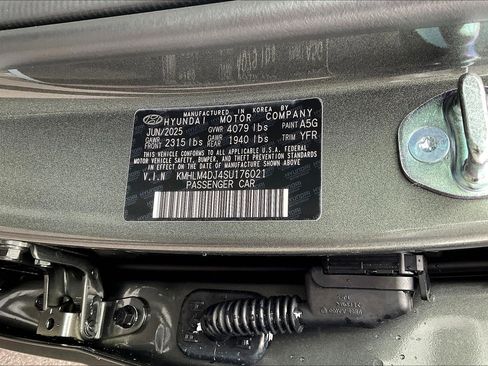 MANUFACTURED IN KOREA BY
HYUNDAI MOTOR COMPANY
JUN/2025 GVWR 4079 lbs PAINT A5G
GAWR FRONT 2315 lbs GAWR REAR 1940 lbs TRIM YFR
THIS VEHICLE CONFORMS TO ALL APPLICABLE U.S.A. FEDERAL
MOTOR VEHICLE SAFETY, BUMPER, AND THEFT PREVENTION
STANDARDS IN EFFECT ON THE DATE OF MANUFACTURE
SHOWN ABOVE
V.I.N KMHLM4DJ4SU176021
PASSENGER CAR